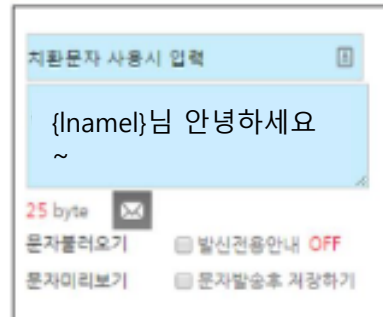 치환문자 사용시 입력
{lnamel}님 안녕하세요
~
25 byte
문자불러오기 발신전용안내 OFF
문자미리보기 문자발송후 저장하기